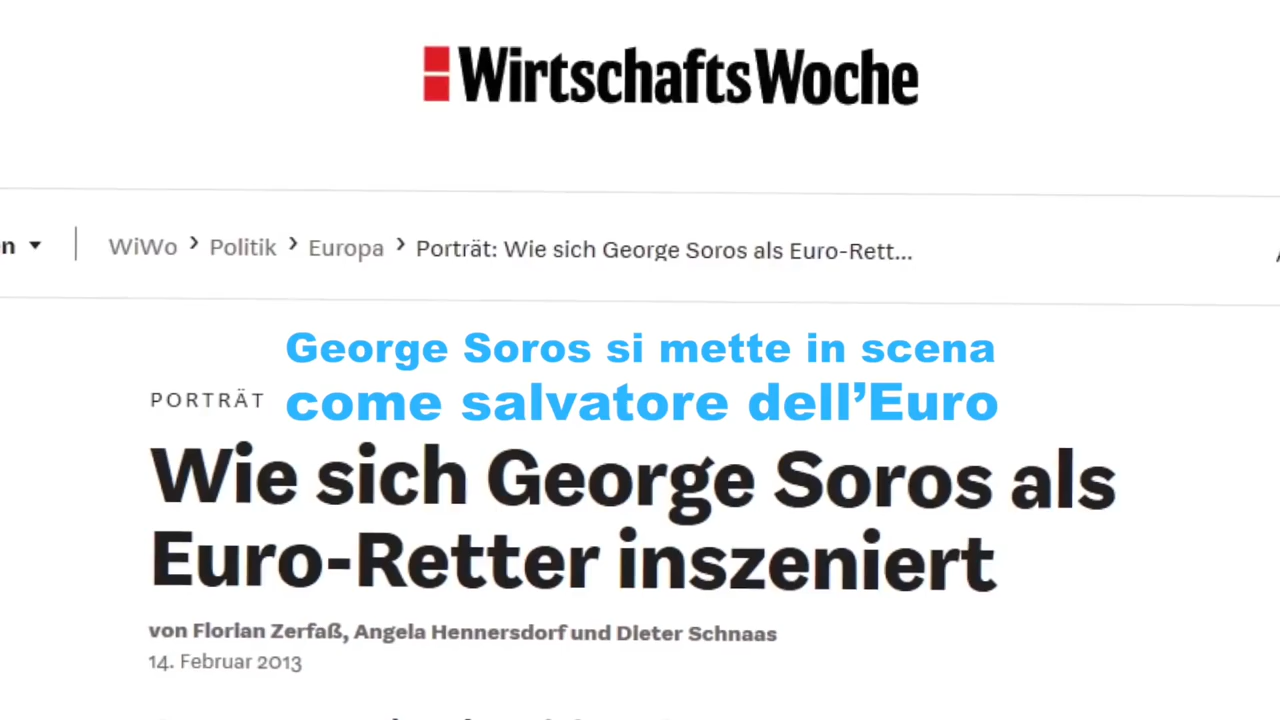 WirtschaftsWoche
n
WiWo › Politik › Europa › Porträt: Wie sich George Soros als Euro-Rett...
George Soros si mette in scena
come salvatore dell’Euro
PORTRÄT
Wie sich George Soros als
Euro-Retter inszeniert
von Florian Zerfaß, Angela Hennersdorf und Dieter Schnaas
14. Februar 2013